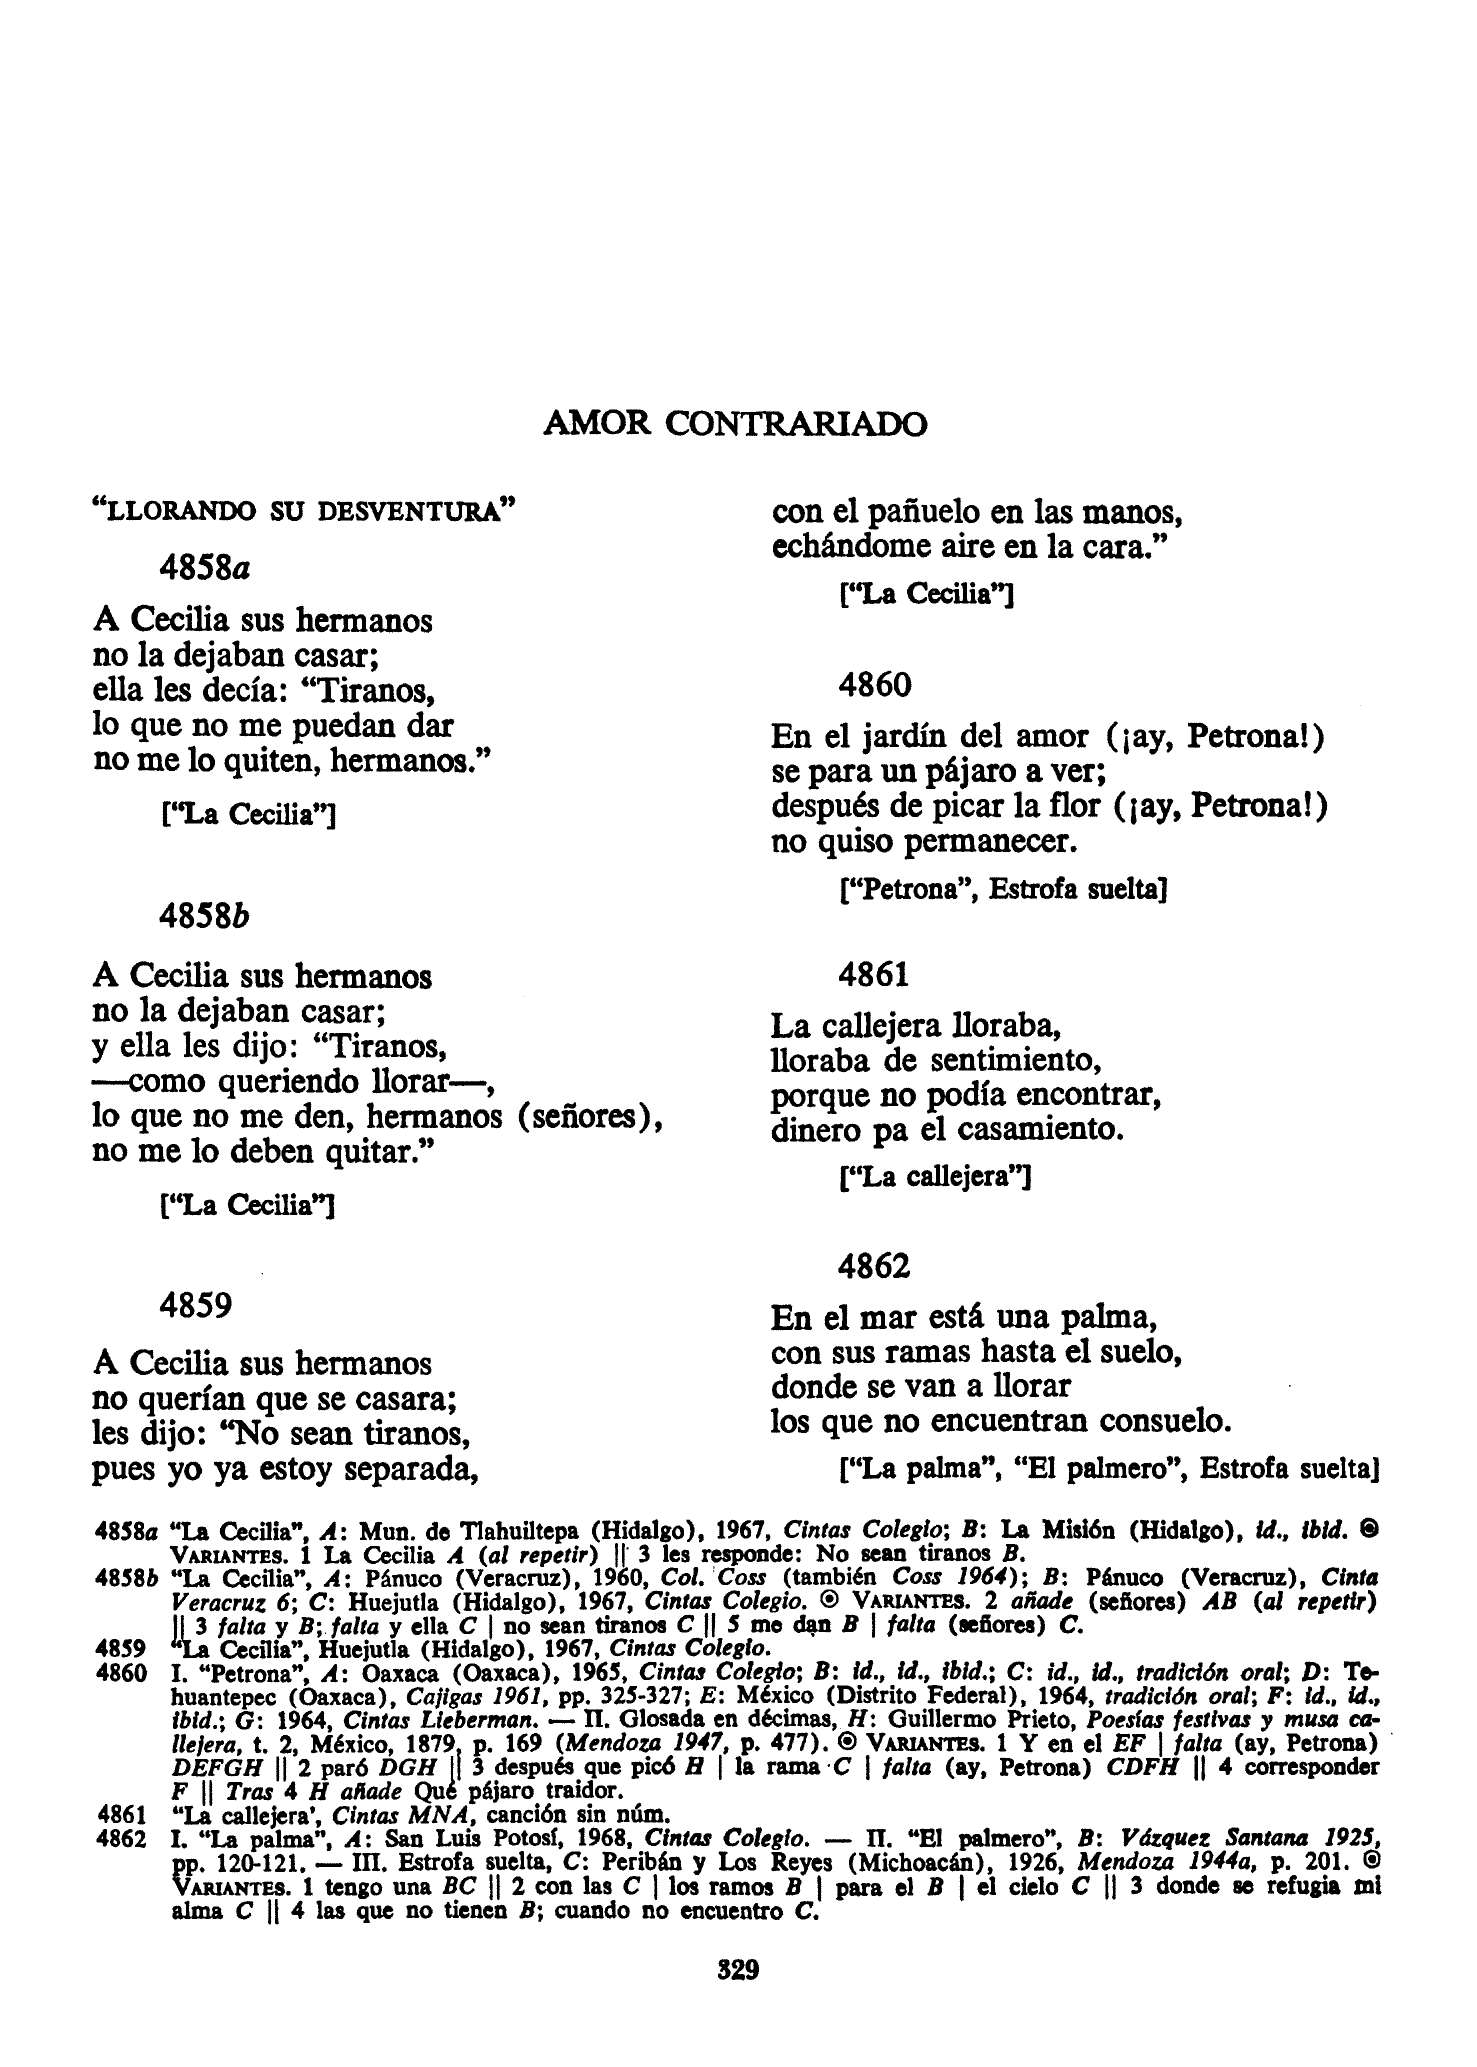 AMOR CONTRARIADO
“LLORANDO SU DESVENTURA”
4858a
A Cecilia sus hermanos
no la dejaban casar;
ella les decía: “Tiranos,
lo que no me puedan dar
no me lo quiten, hermanos.”
[“La Cecilia”]
4858b
A Cecilia sus hermanos
no la dejaban casar;
y ella les dijo: “Tiranos,
—como queriendo llorar—,
lo que no me den, hermanos (señores),
no me lo deben quitar.”
[“La Cecilia”]
4859
A Cecilia sus hermanos
no querían que se casara;
les dijo: “No sean tiranos,
pues yo ya estoy separada,
con el pañuelo en las manos,
echándome aire en la cara.”
[“La Cecilia”]
4860
En el jardín del amor (¡ay, Petrona!)
se para un pájaro a ver;
después de picar la flor (¡ay, Petrona!)
no quiso permanecer.
[“Petrona”, Estrofa suelta]
4861
La callejera lloraba,
lloraba de sentimiento,
porque no podía encontrar,
dinero pa el casamiento.
[“La callejera”]
4862
En el mar está una palma,
con sus ramas hasta el suelo,
donde se van a llorar
los que no encuentran consuelo.
[“La palma”, “El palmero”, Estrofa suelta]
4858a “La Cecilia”, A: Mun. de Tlahuiltepa (Hidalgo), 1967, Cintas Colegio; B: La Misión (Hidalgo), id., ibid. ⊙
VARIANTES. 1 La Cecilia A (al repetir) || 3 les responde: No sean tiranos B.
4858b “La Cecilia”, A: Pánuco (Veracruz), 1960, Col. Coss (también Coss 1964); B: Pánuco (Veracruz), Cinta
Veracruz 6; C: Huejutla (Hidalgo), 1967, Cintas Colegio. ⊙ VARIANTES. 2 añade (señores) AB (al repetir)
|| 3 falta y B; falta y ella C | no sean tiranos C || 5 me dan B | falta (señores) C.
4859 “La Cecilia”, Huejutla (Hidalgo), 1967, Cintas Colegio.
4860 I. “Petrona”, A: Oaxaca (Oaxaca), 1965, Cintas Colegio; B: id., id., ibid.; C: id., id., tradición oral; D: Te-
huantepec (Oaxaca), Cajigas 1961, pp. 325-327; E: México (Distrito Federal), 1964, tradición oral; F: id., id.,
ibid.; G: 1964, Cintas Lieberman. — II. Glosada en décimas, H: Guillermo Prieto, Poesías festivas y musa ca-
llejera, t. 2, México, 1879, p. 169 (Mendoza 1947, p. 477). ⊙ VARIANTES. 1 Y en el EF | falta (ay, Petrona)
DEFGH || 2 paró DGH || 3 después que picó H | la rama C | falta (ay, Petrona) CDFH || 4 corresponder
F || Tras 4 H añade Qué pájaro traidor.
4861 “La callejera’, Cintas MNA, canción sin núm.
4862 I. “La palma”, A: San Luis Potosí, 1968, Cintas Colegio. — II. “El palmero”, B: Vázquez Santana 1925,
pp. 120-121. — III. Estrofa suelta, C: Peribán y Los Reyes (Michoacán), 1926, Mendoza 1944a, p. 201. ⊙
VARIANTES. 1 tengo una BC || 2 con las C | los ramos B | para el B | el cielo C || 3 donde se refugia mi
alma C || 4 las que no tienen B; cuando no encuentro C.
329